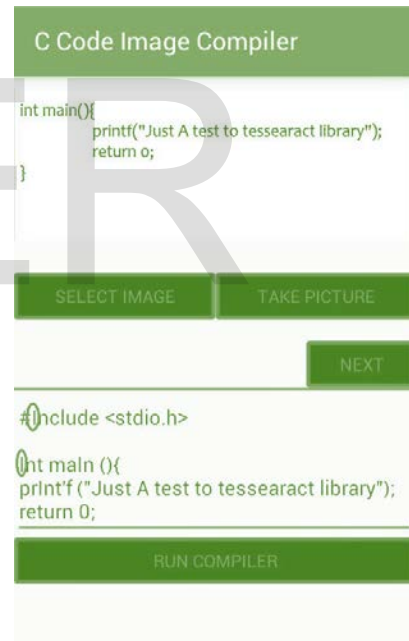 C Code Image Compiler
int main(){
printf("Just A test to tessearact library");
return o;
}
SELECT IMAGE TAKE PICTURE
NEXT
#Include <stdio.h>
Int maln (){
prInt'f ("Just A test to tessearact library");
return 0;
RUN COMPILER